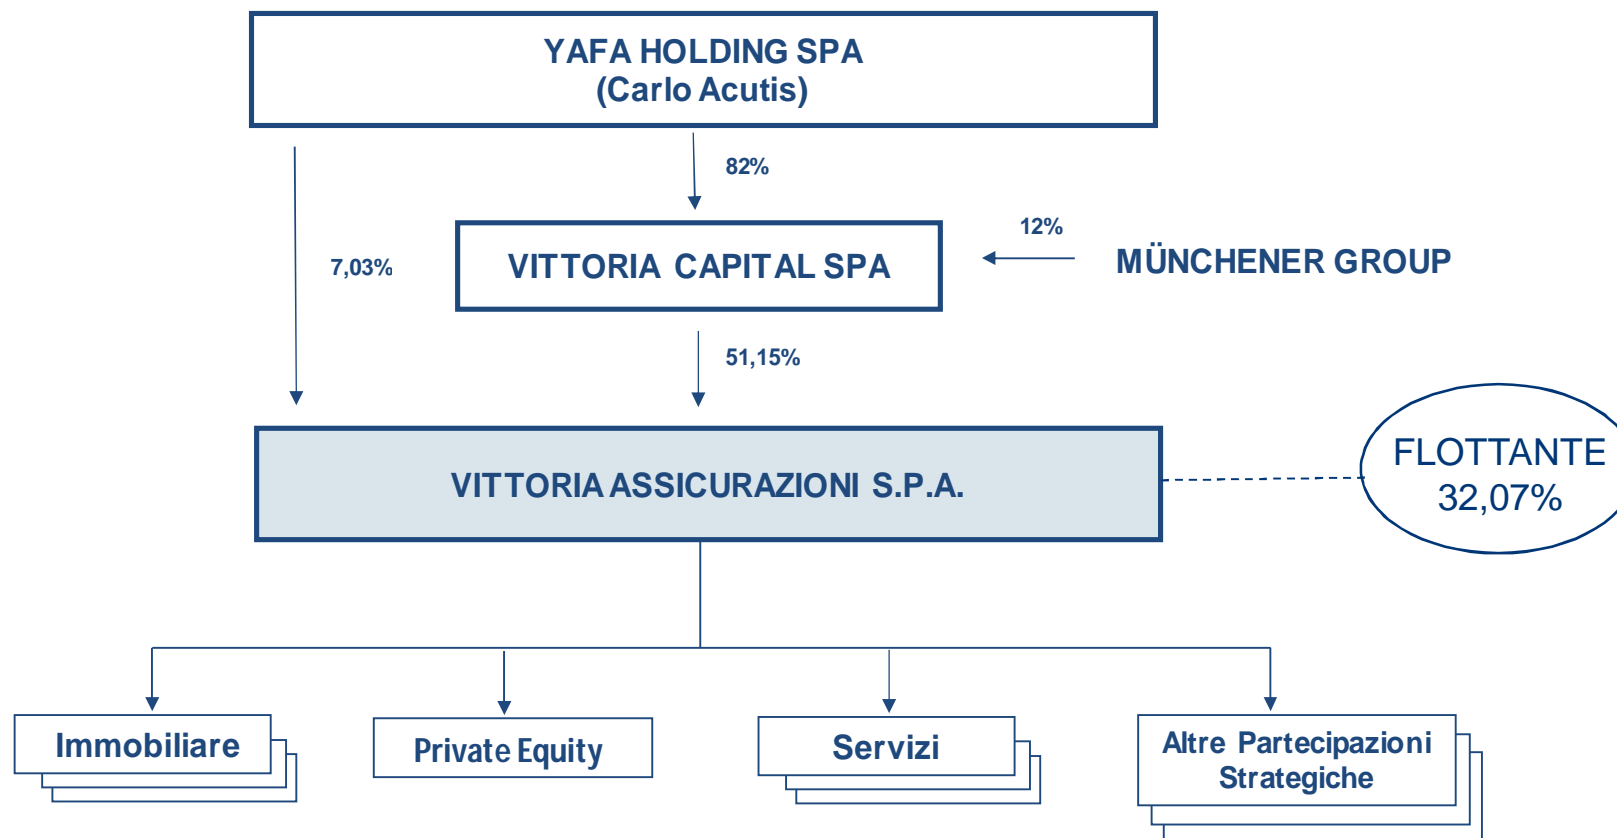 YAFA HOLDING SPA
(Carlo Acutis)
82%
12%
7,03%
VITTORIA CAPITAL SPA
MÜNCHENER GROUP
51,15%
VITTORIA ASSICURAZIONI S.P.A.
FLOTTANTE
32,07%
Immobiliare
Private Equity
Servizi
Altre Partecipazioni
Strategiche